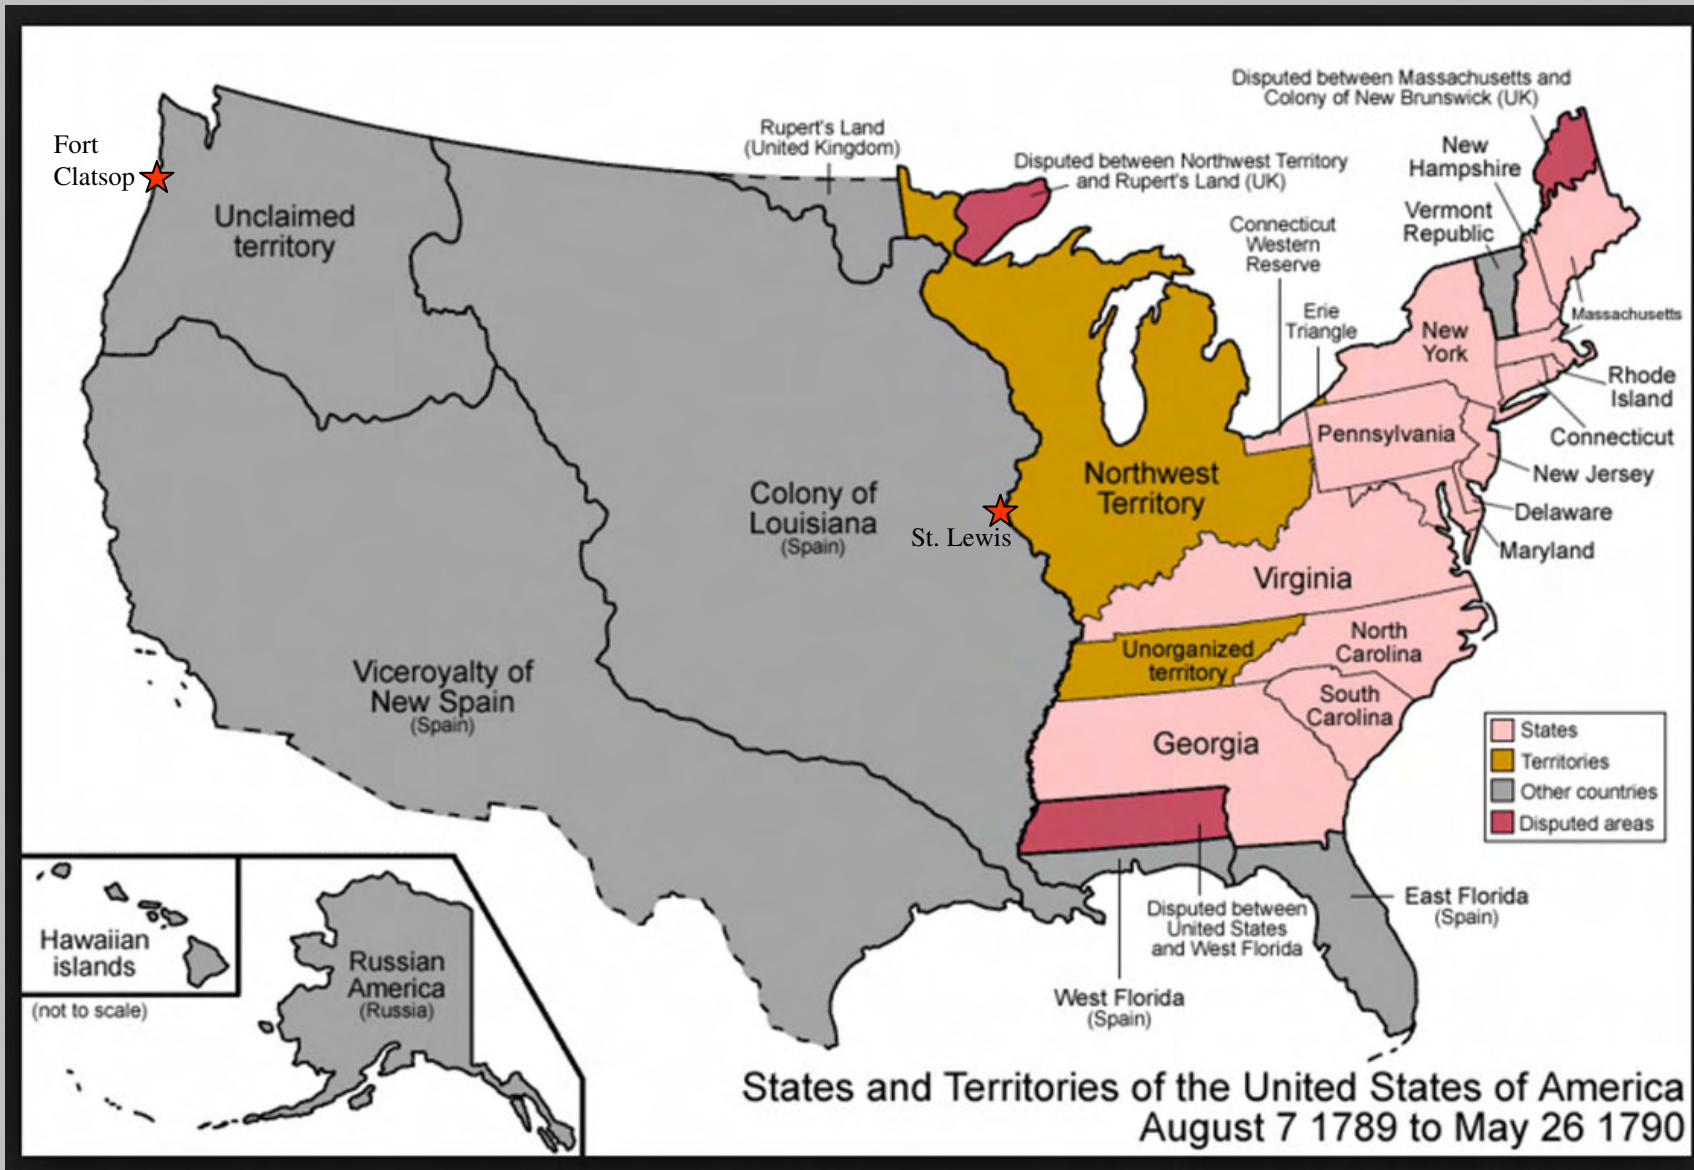 Disputed between Massachusetts and
Colony of New Brunswick (UK)
Fort
Clatsop
Rupert's Land
(United Kingdom)
Disputed between Northwest Territory
and Rupert's Land (UK)
New
Hampshire
Vermont
Republic
Connecticut
Western
Reserve
Unclaimed
territory
Erie
Triangle
Massachusetts
New
York
Rhode
Island
Connecticut
Pennsylvania
New Jersey
Northwest
Territory
Delaware
Maryland
Colony of
Louisiana
(Spain)
St. Lewis
Virginia
North
Carolina
Unorganized
territory
South
Carolina
Viceroyalty of
New Spain
(Spain)
Georgia
States
Territories
Other countries
Disputed areas
East Florida
(Spain)
Disputed between
United States
and West Florida
West Florida
(Spain)
Hawaiian
islands
(not to scale)
Russian
America
(Russia)
States and Territories of the United States of America
August 7 1789 to May 26 1790